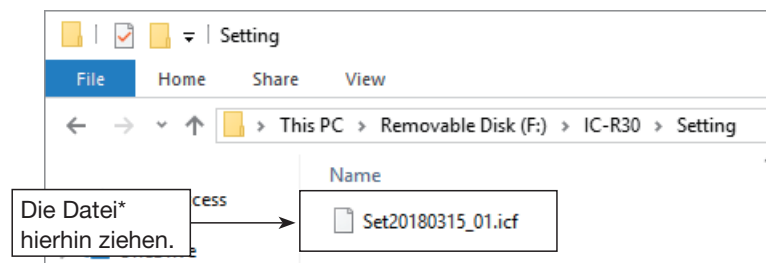 Setting
File Home Share View
This PC > Removable Disk (F:) > IC-R30 > Setting
Name
Die Datei*
hierhin ziehen.
cess
Set20180315_01.icf